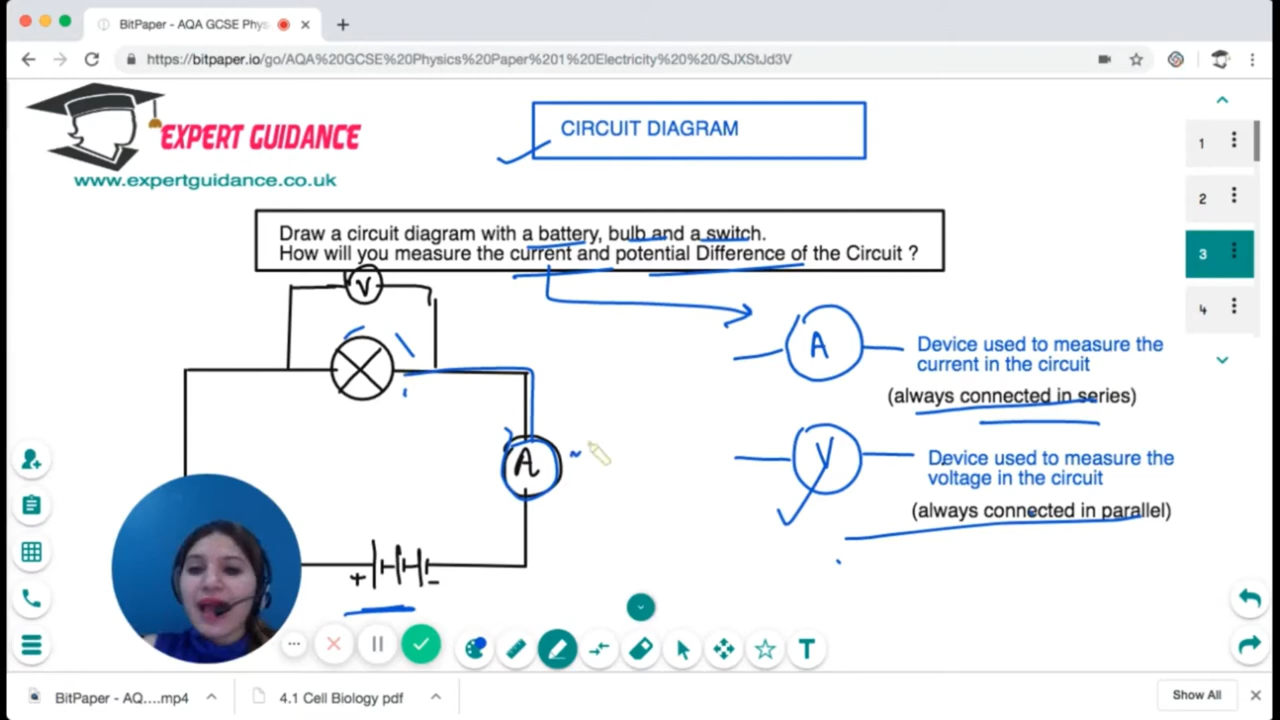 BitPaper - AQA GCSE Phys
https://bitpaper.io/go/AQA%20GCSE%20Physics%20Paper%201%20Electricity%20%20/SJXStJd3V
EXPERT GUIDANCE
www.expertguidance.co.uk
CIRCUIT DIAGRAM
1
2
3
4
Draw a circuit diagram with a battery, bulb and a switch.
How will you measure the current and potential Difference of the Circuit ?
V
A
Device used to measure the
current in the circuit
(always connected in series)
A
V
Device used to measure the
voltage in the circuit
(always connected in parallel)
+ -
T
BitPaper - AQ....mp4
4.1 Cell Biology pdf
Show All